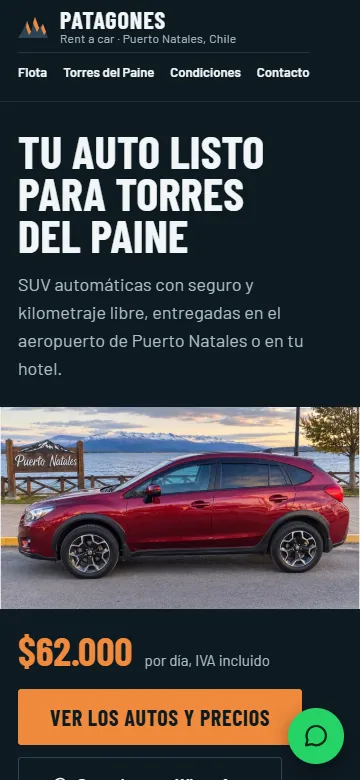 PATAGONES
Rent a car · Puerto Natales, Chile
Flota Torres del Paine Condiciones Contacto
TU AUTO LISTO
PARA TORRES
DEL PAINE
SUV automáticas con seguro y
kilometraje libre, entregadas en el
aeropuerto de Puerto Natales o en tu
hotel.
Puerto Natales
$62.000 por día, IVA incluido
VER LOS AUTOS Y PRECIOS